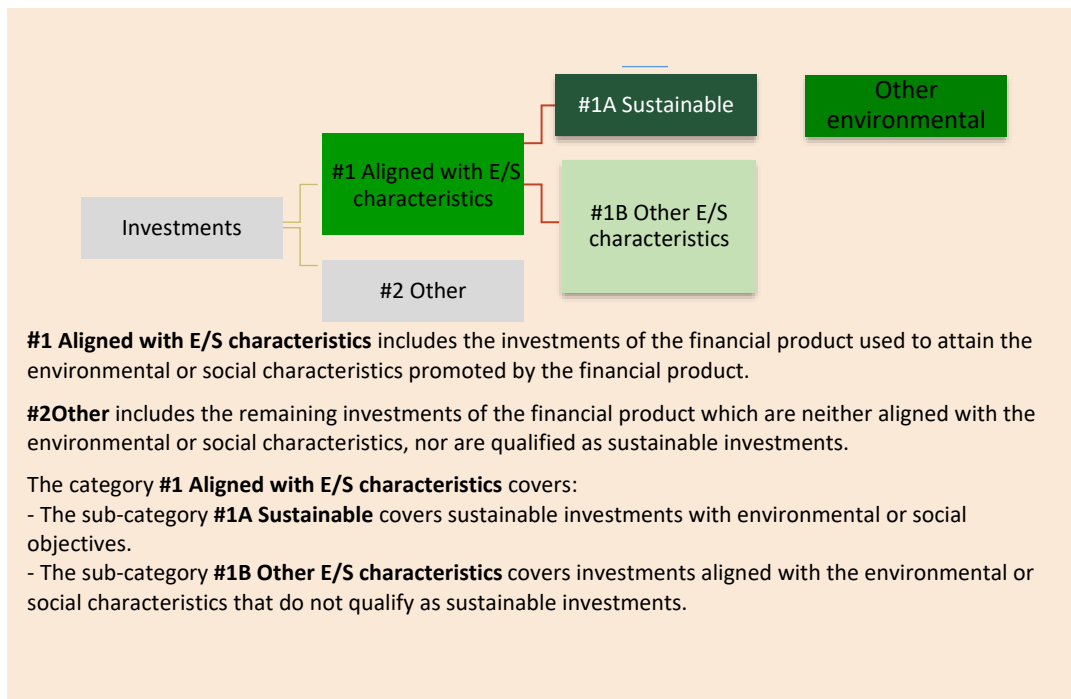 #1A Sustainable
Other
environmental
#1 Aligned with E/S
characteristics
#1B Other E/S
characteristics
Investments
#2 Other
#1 Aligned with E/S characteristics includes the investments of the financial product used to attain the
environmental or social characteristics promoted by the financial product.
#2Other includes the remaining investments of the financial product which are neither aligned with the
environmental or social characteristics, nor are qualified as sustainable investments.
The category #1 Aligned with E/S characteristics covers:
- The sub-category #1A Sustainable covers sustainable investments with environmental or social
objectives.
- The sub-category #1B Other E/S characteristics covers investments aligned with the environmental or
social characteristics that do not qualify as sustainable investments.